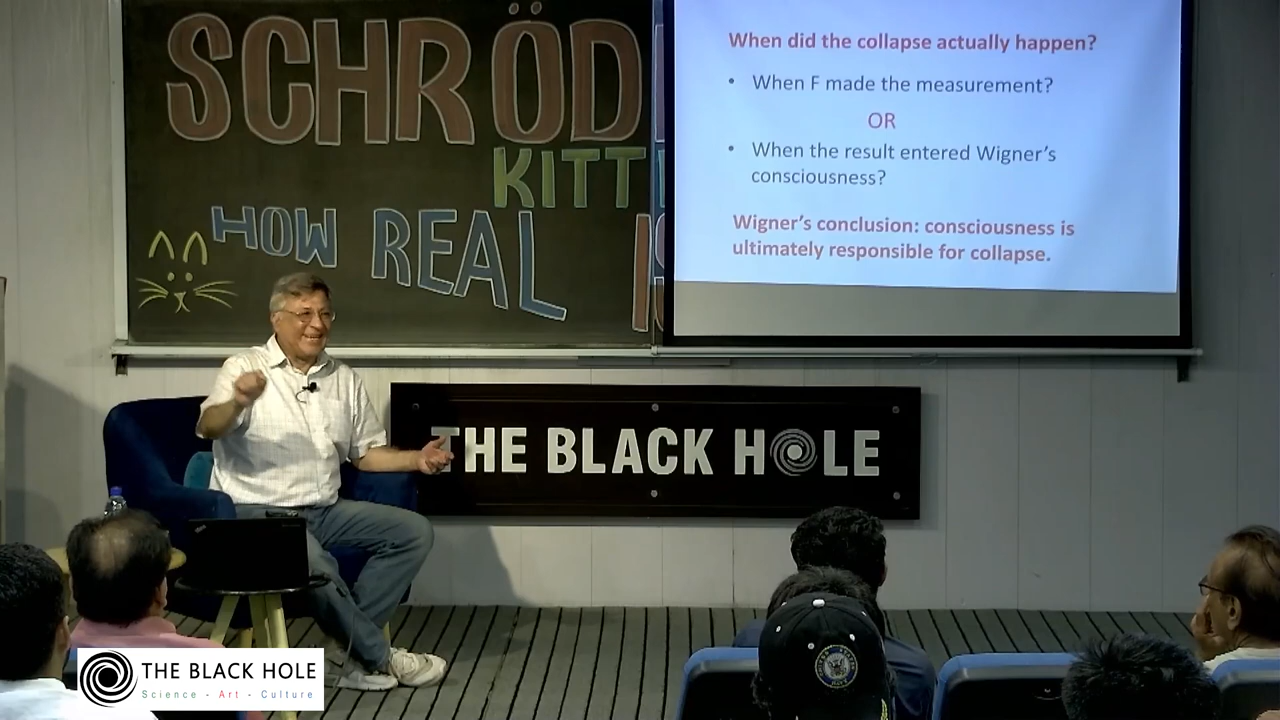 SCHRÖD
KITT
HOW REAL
When did the collapse actually happen?
• When F made the measurement?
OR
• When the result entered Wigner's
consciousness?
Wigner's conclusion: consciousness is
ultimately responsible for collapse.
THE BLACK HOLE
THE BLACK HOLE
Science - Art - Culture